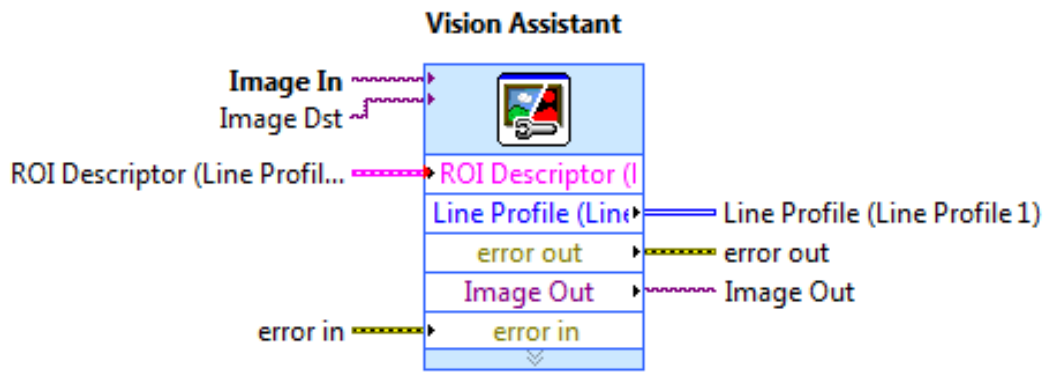 Vision Assistant
Image In
Image Dst
ROI Descriptor (Line Profil...
ROI Descriptor (l
Line Profile (Line
Line Profile (Line Profile 1)
error out
error out
Image Out
Image Out
error in
error in